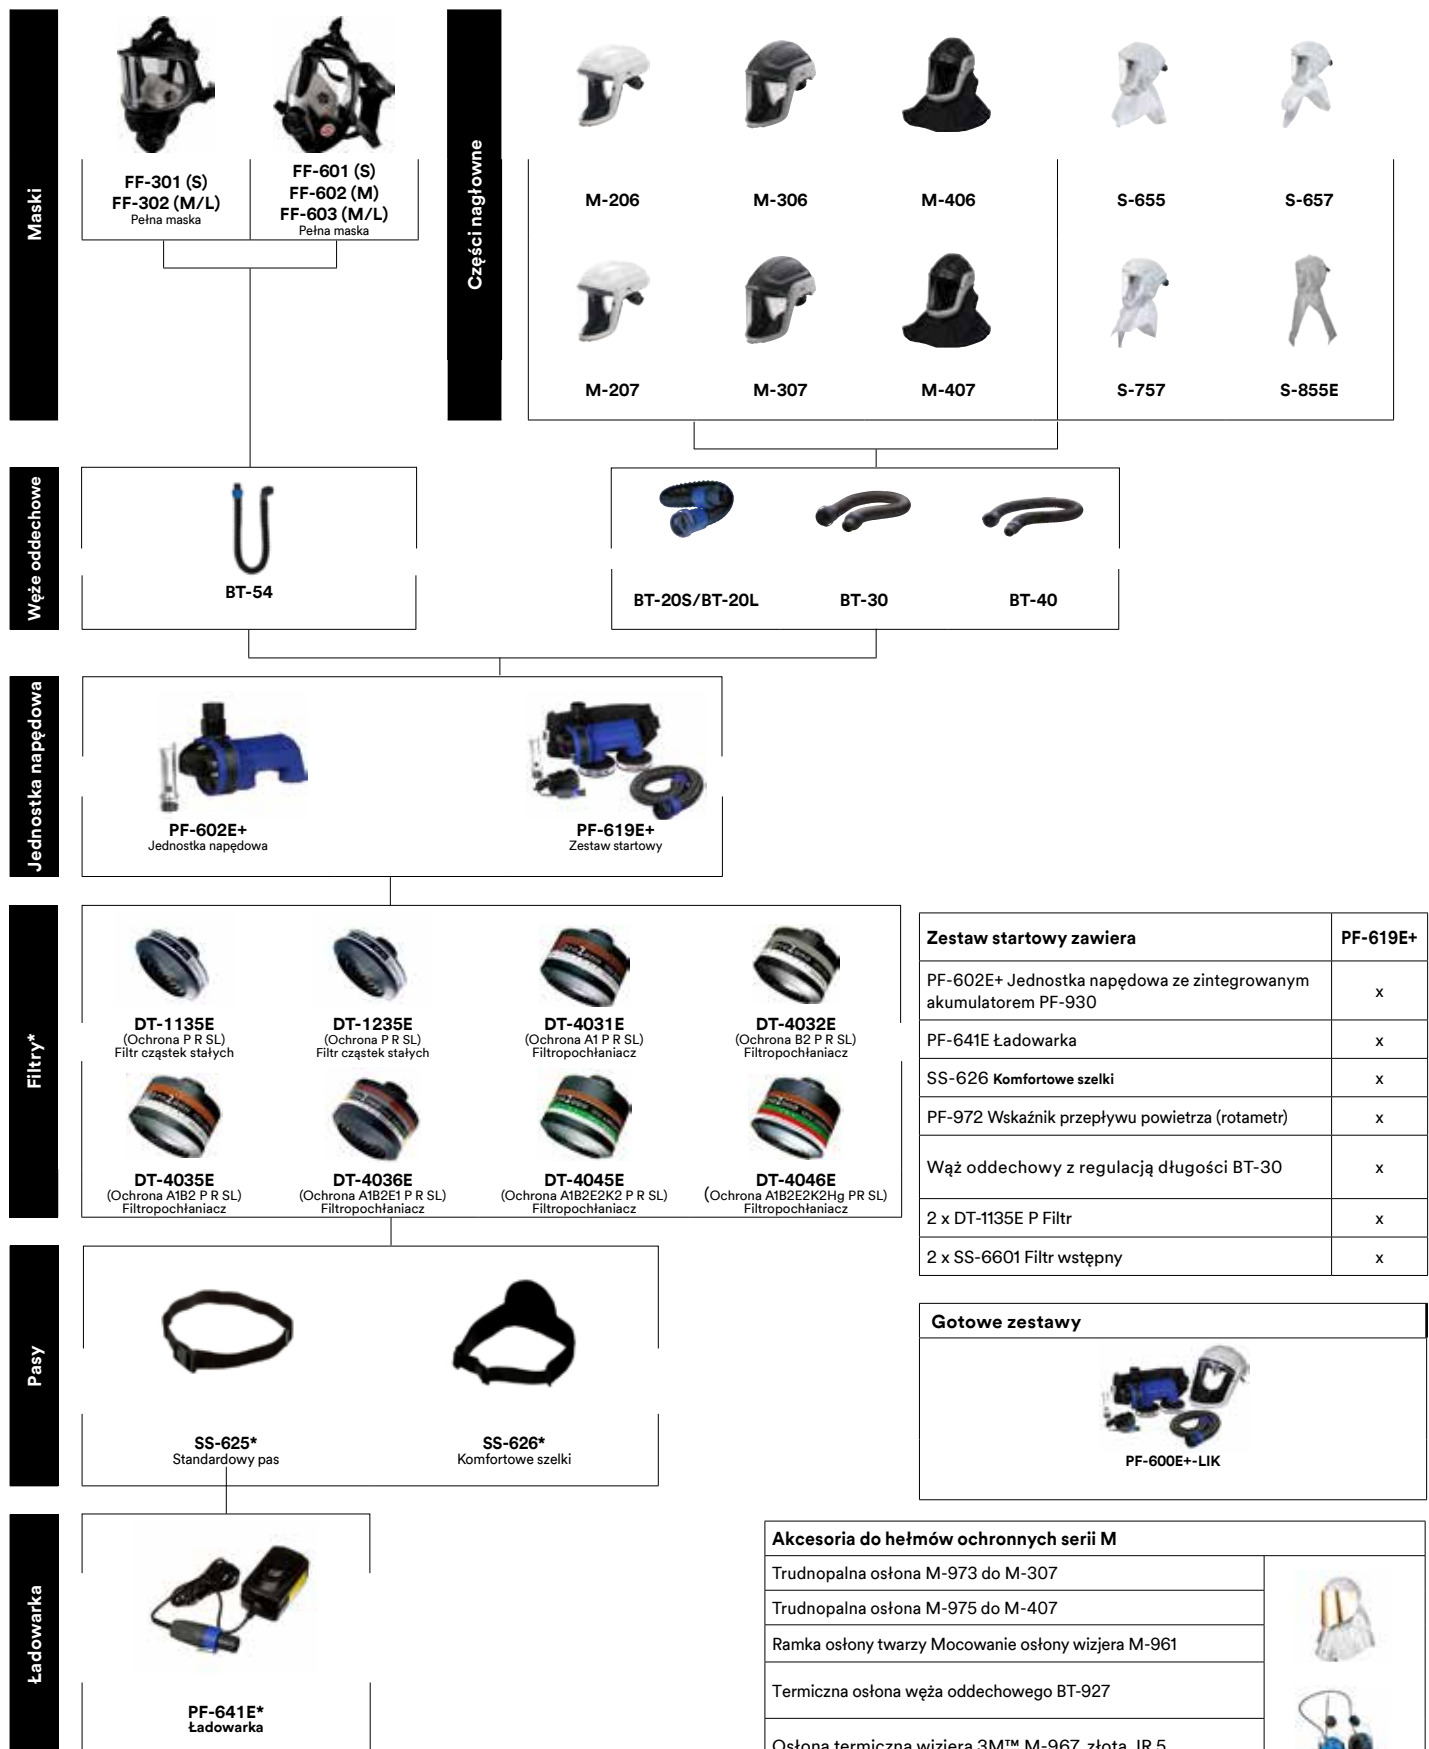 Maski
FF-301 (S)
FF-302 (M/L)
Pełna maska
FF-601 (S)
FF-602 (M)
FF-603 (M/L)
Pełna maska
Części nagłowne
M-206
M-306
M-406
S-655
S-657
M-207
M-307
M-407
S-757
S-855E
Węże oddechowe
BT-54
BT-20S/BT-20L
BT-30
BT-40
Jednostka napędowa
PF-602E+
Jednostka napędowa
PF-619E+
Zestaw startowy
Filtry*
DT-1135E
(Ochrona P R SL)
Filtr cząstek stałych
DT-1235E
(Ochrona P R SL)
Filtr cząstek stałych
DT-4031E
(Ochrona A1 P R SL)
Filtropochłaniacz
DT-4032E
(Ochrona B2 P R SL)
Filtropochłaniacz
DT-4035E
(Ochrona A1B2 P R SL)
Filtropochłaniacz
DT-4036E
(Ochrona A1B2E1 P R SL)
Filtropochłaniacz
DT-4045E
(Ochrona A1B2E2K2 P R SL)
Filtropochłaniacz
DT-4046E
(Ochrona A1B2E2K2Hg PR SL)
Filtropochłaniacz
Zestaw startowy zawiera PF-619E+
PF-602E+ Jednostka napędowa ze zintegrowanym
akumulatorem PF-930 x
PF-641E Ładowarka x
SS-626 Komfortowe szelki x
PF-972 Wskaźnik przepływu powietrza (rotametr) x
Wąż oddechowy z regulacją długości BT-30 x
2 x DT-1135E P Filtr x
2 x SS-6601 Filtr wstępny x
Pasy
SS-625*
Standardowy pas
SS-626*
Komfortowe szelki
Gotowe zestawy
PF-600E+-LIK
Ładowarka
PF-641E*
Ładowarka
Akcesoria do hełmów ochronnych serii M
Trudnopalna osłona M-973 do M-307
Trudnopalna osłona M-975 do M-407
Ramka osłony twarzy Mocowanie osłony wizjera M-961
Termiczna osłona węża oddechowego BT-927
Osłona termiczna wizjera 3M™ M-967, złota, IR 5